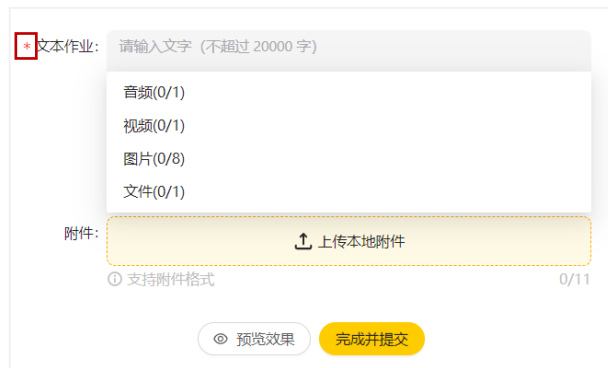 * 文本作业: 请输入文字 (不超过 20000 字)
音频(0/1)
视频(0/1)
图片(0/8)
文件(0/1)
附件: 上传本地附件
支持附件格式 0/11
预览效果 完成并提交